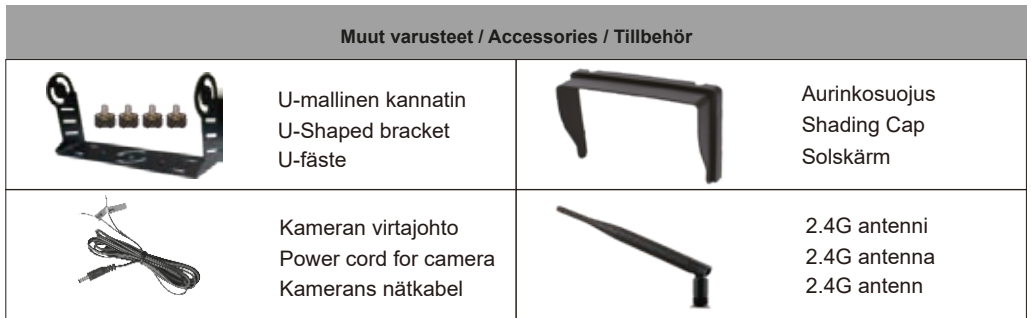 Muut varusteet / Accessories / Tillbehör
U-mallinen kannatin
U-Shaped bracket
U-fäste
Aurinkosuojus
Shading Cap
Solskärm
Kameran virtajohto
Power cord for camera
Kamerans nätkabel
2.4G antenni
2.4G antenna
2.4G antenn